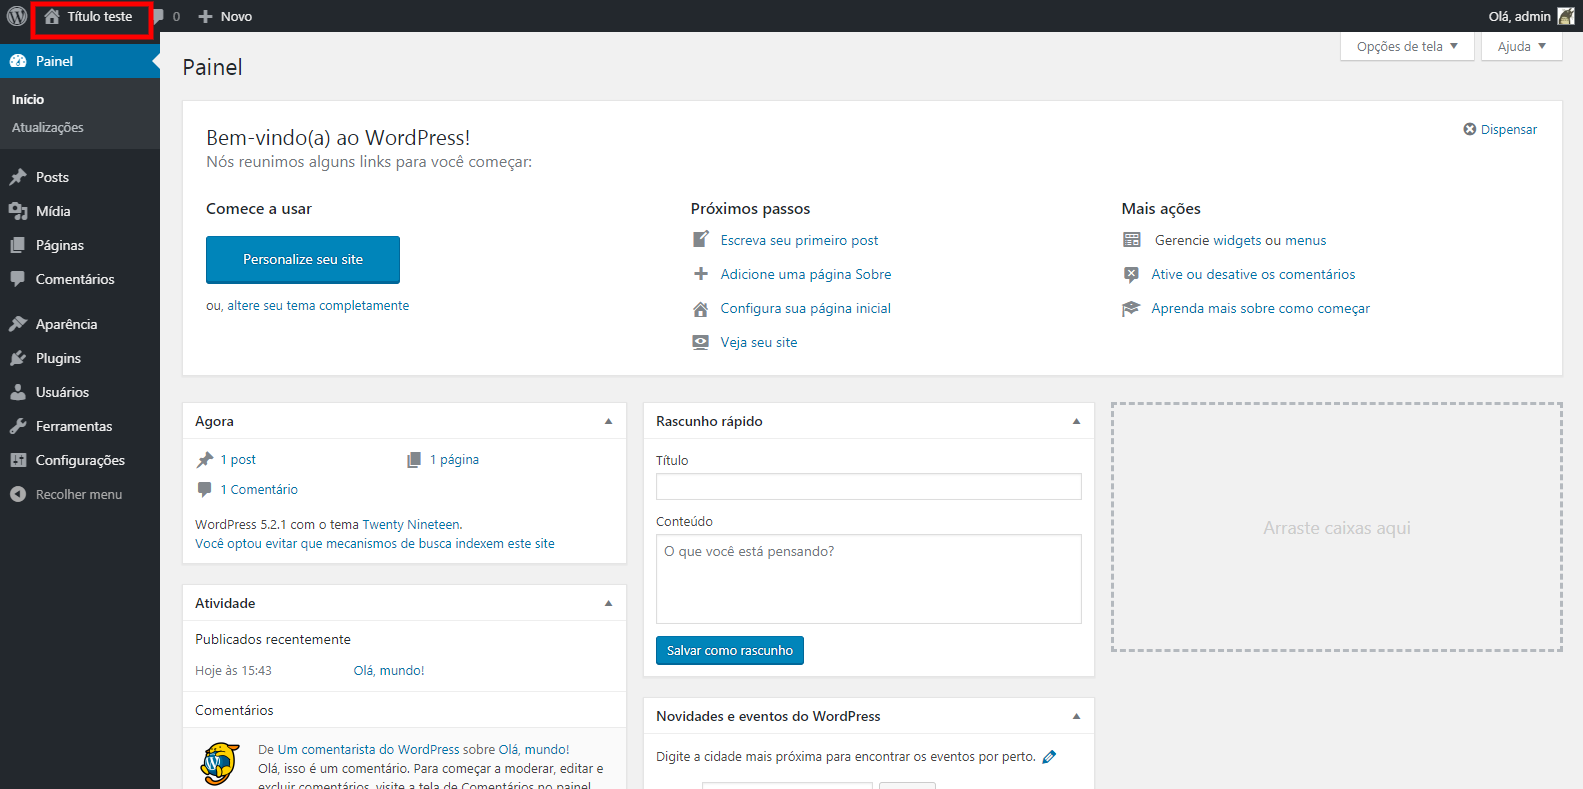 Título teste
0
Novo
Olá, admin
Painel
Início
Atualizações
Posts
Mídia
Páginas
Comentários
Aparência
Plugins
Usuários
Ferramentas
Configurações
Recolher menu
Opções de tela
Ajuda
Painel
Bem-vindo(a) ao WordPress!
Nós reunimos alguns links para você começar:
Dispensar
Comece a usar
Personalize seu site
ou, altere seu tema completamente
Próximos passos
Escreva seu primeiro post
Adicione uma página Sobre
Configura sua página inicial
Veja seu site
Mais ações
Gerencie widgets ou menus
Ative ou desative os comentários
Aprenda mais sobre como começar
Agora
1 post
1 página
1 Comentário
WordPress 5.2.1 com o tema Twenty Nineteen.
Você optou evitar que mecanismos de busca indexem este site
Atividade
Publicados recentemente
Hoje às 15:43
Olá, mundo!
Comentários
De Um comentarista do WordPress sobre Olá, mundo!
Olá, isso é um comentário. Para começar a moderar, editar e
excluir comentários, visite a tela de Comentários no painel.
Rascunho rápido
Título
Conteúdo
O que você está pensando?
Salvar como rascunho
Novidades e eventos do WordPress
Digite a cidade mais próxima para encontrar os eventos por perto.
Arraste caixas aqui